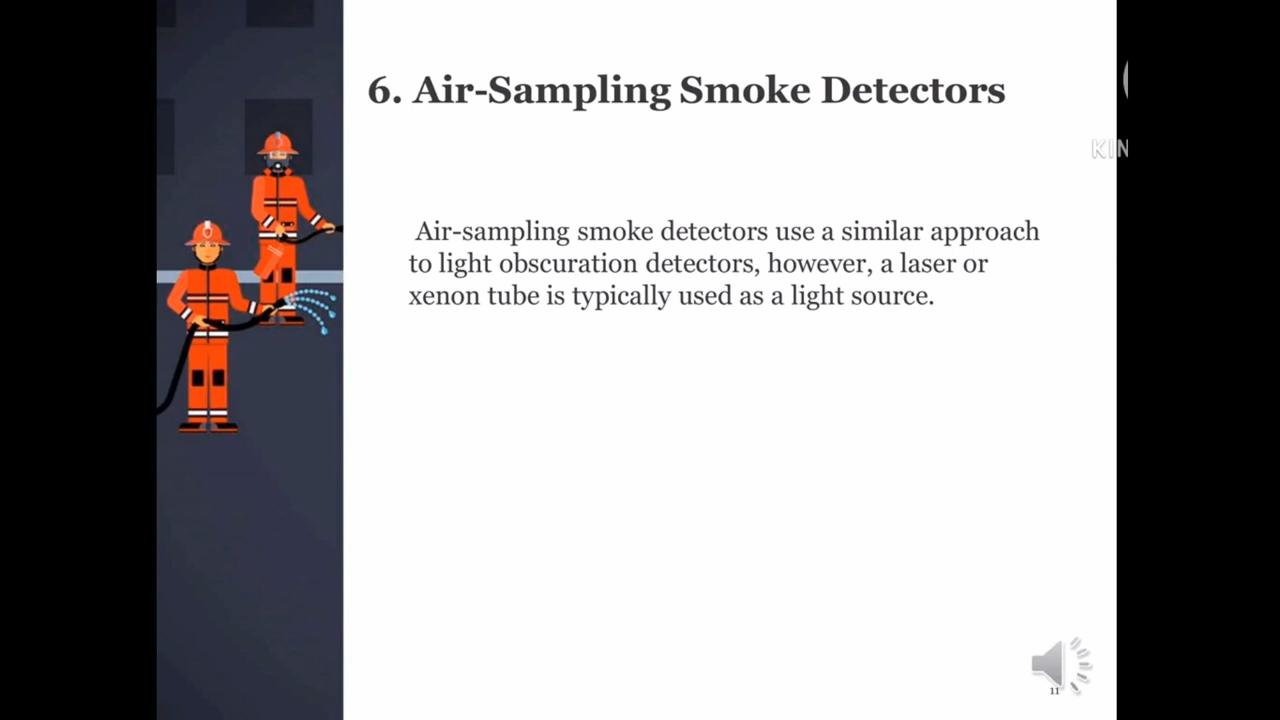 6. Air-Sampling Smoke Detectors
KIN
Air-sampling smoke detectors use a similar approach
to light obscuration detectors, however, a laser or
xenon tube is typically used as a light source.
11